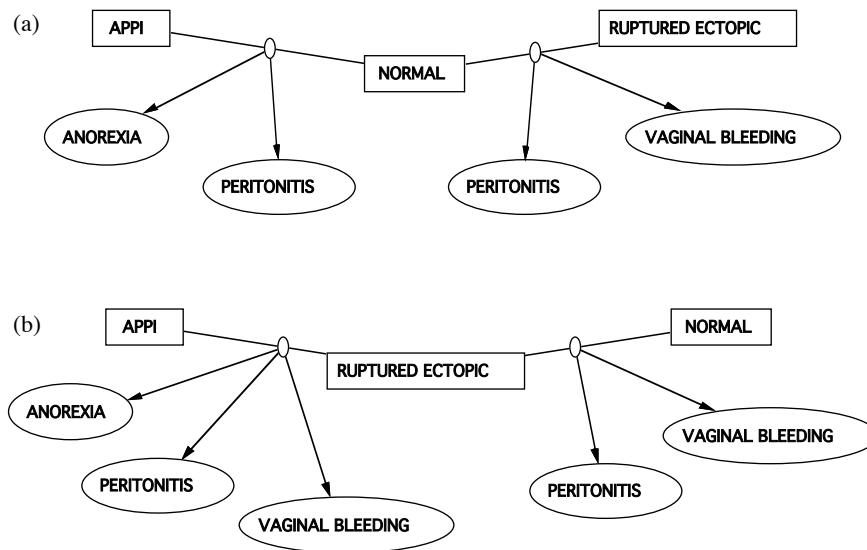 (a)
APPI
RUPTURED ECTOPIC
NORMAL
ANOREXIA
VAGINAL BLEEDING
PERITONITIS
PERITONITIS
(b)
APPI
NORMAL
RUPTURED ECTOPIC
ANOREXIA
VAGINAL BLEEDING
PERITONITIS
PERITONITIS
VAGINAL BLEEDING